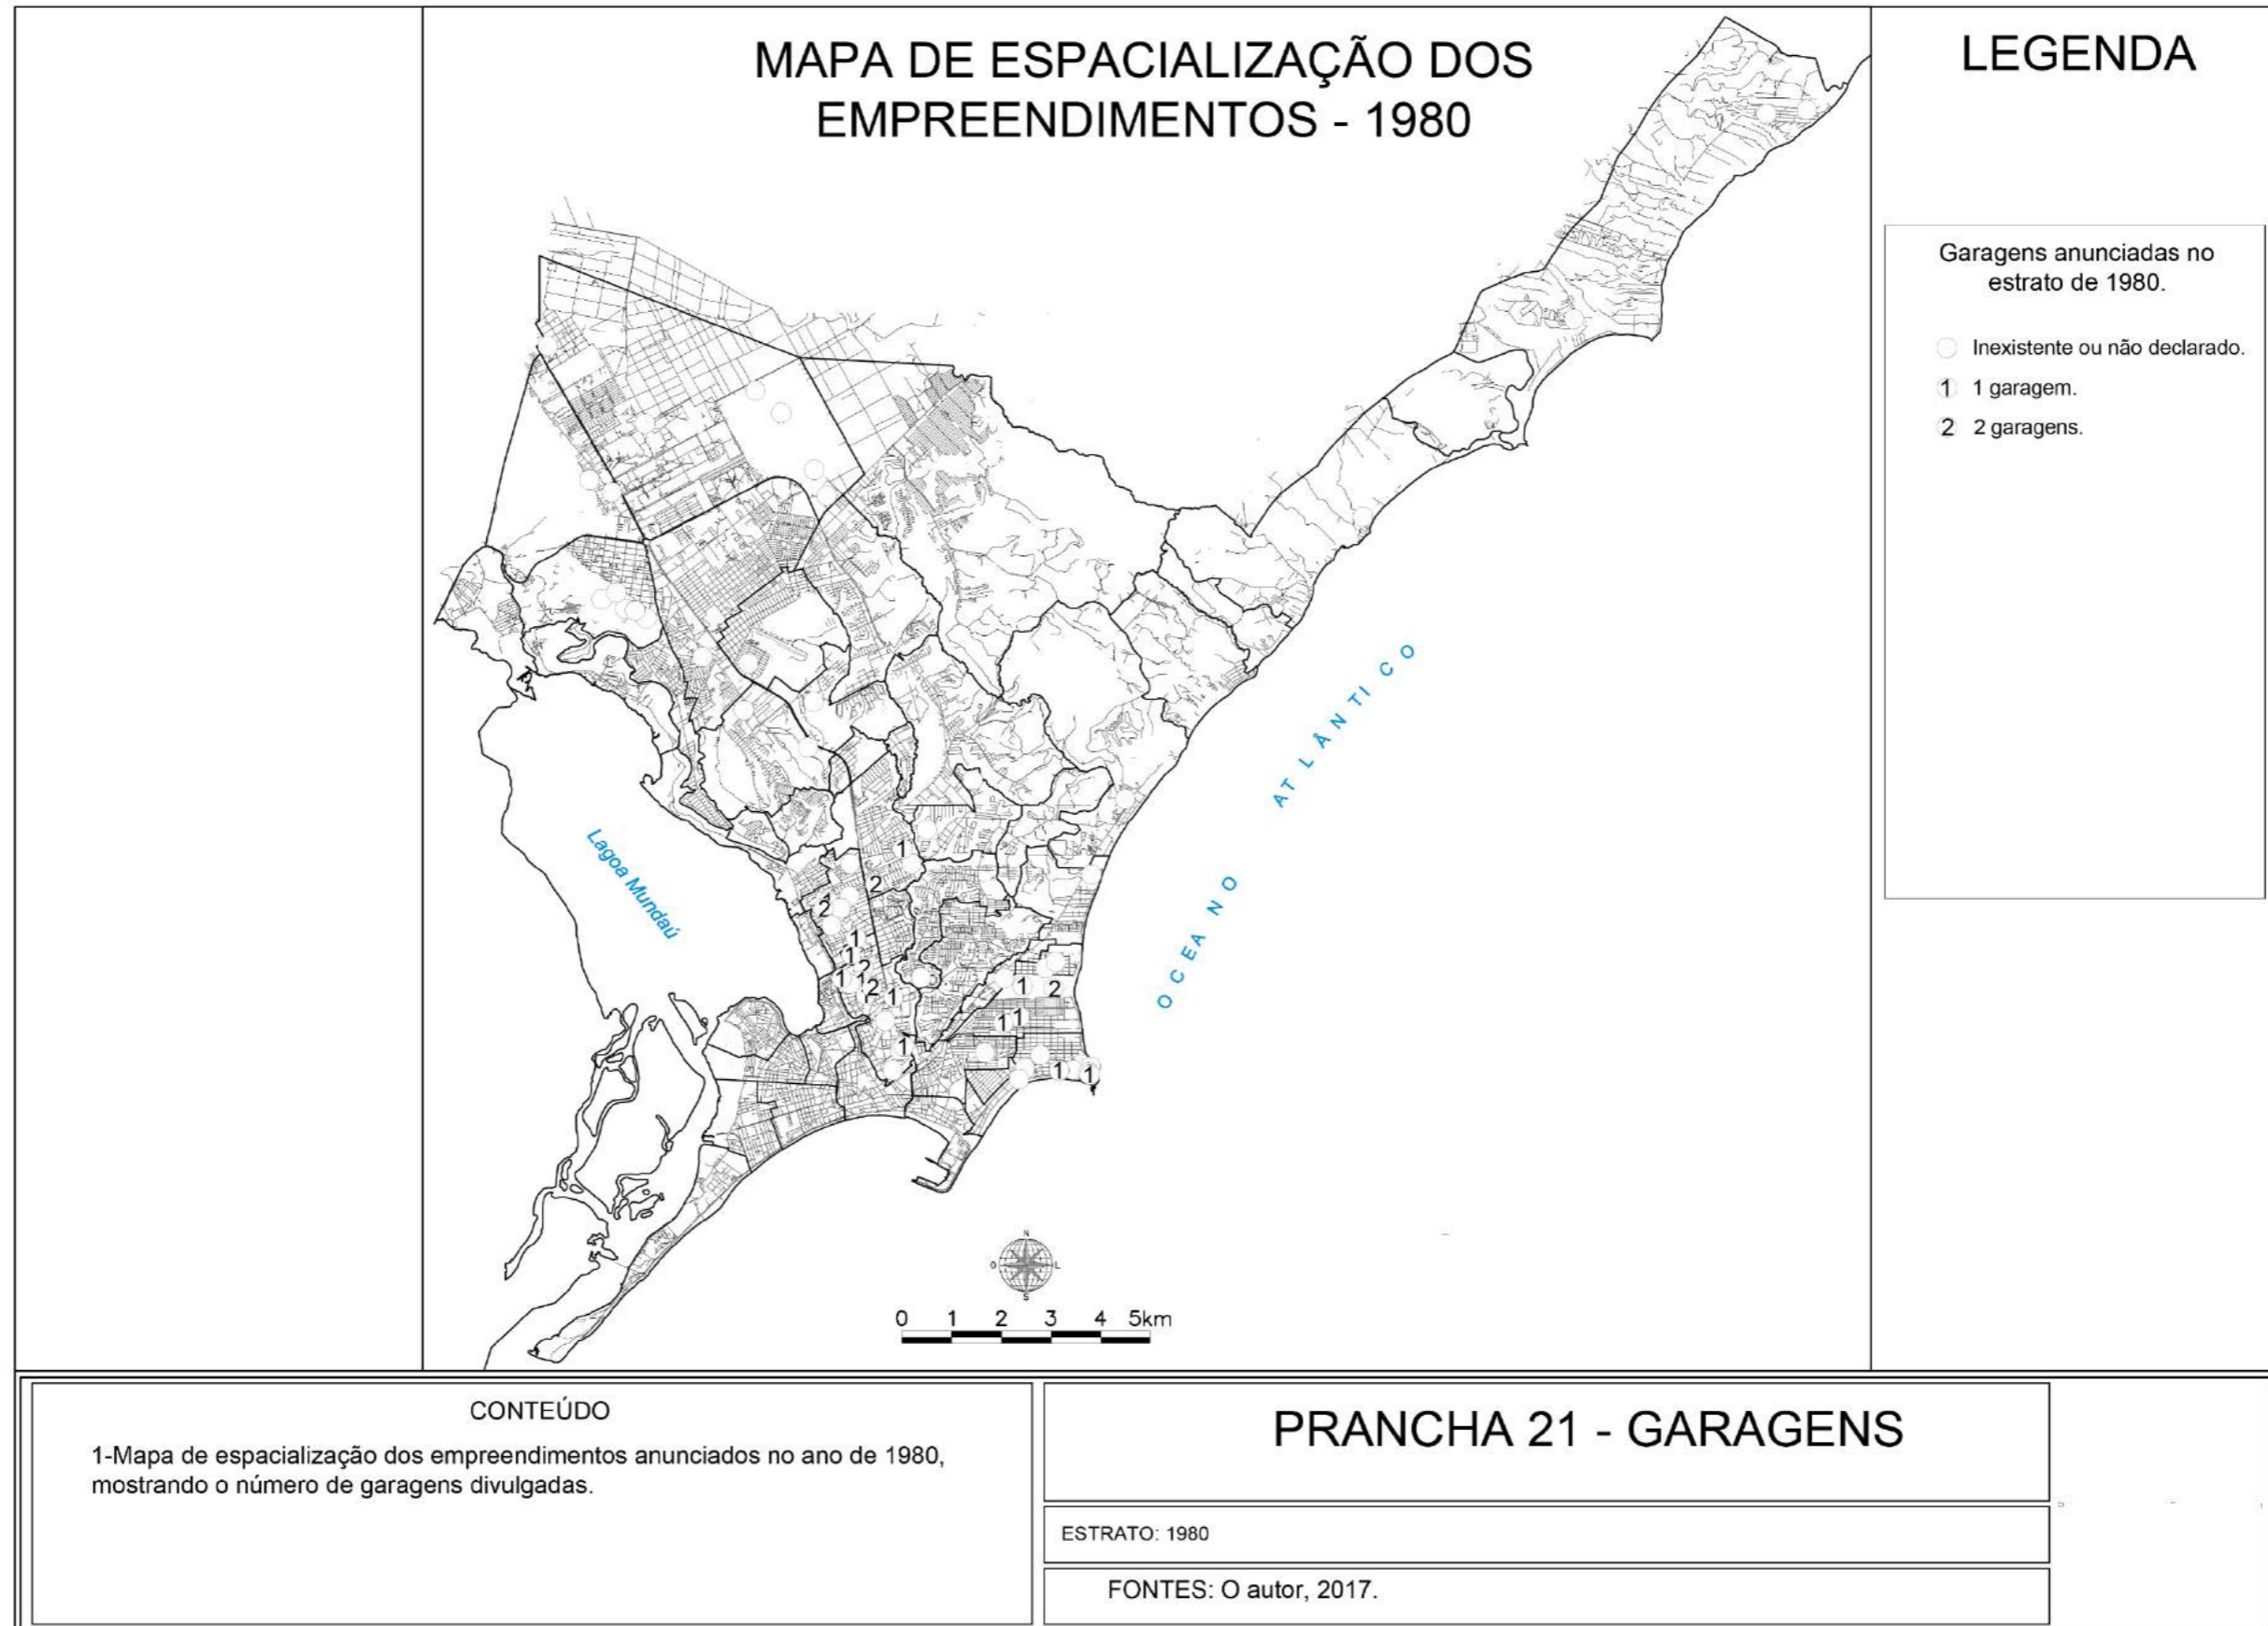 MAPA DE ESPACIALIZAÇÃO DOS
EMPREENDIMENTOS - 1980
LEGENDA
Garagens anunciadas no
estrato de 1980.
Inexistente ou não declarado.
1 1 garagem.
2 2 garagens.
OCEANO ATLÂNTICO
Lagoa Mundaú
1
2
2
1
1
2
1
1
2
1
1
1
2
1
1
1
1
N
O
L
S
0 1 2 3 4 5km
CONTEÚDO
1-Mapa de espacialização dos empreendimentos anunciados no ano de 1980,
mostrando o número de garagens divulgadas.
PRANCHA 21 - GARAGENS
ESTRATO: 1980
FONTES: O autor, 2017.